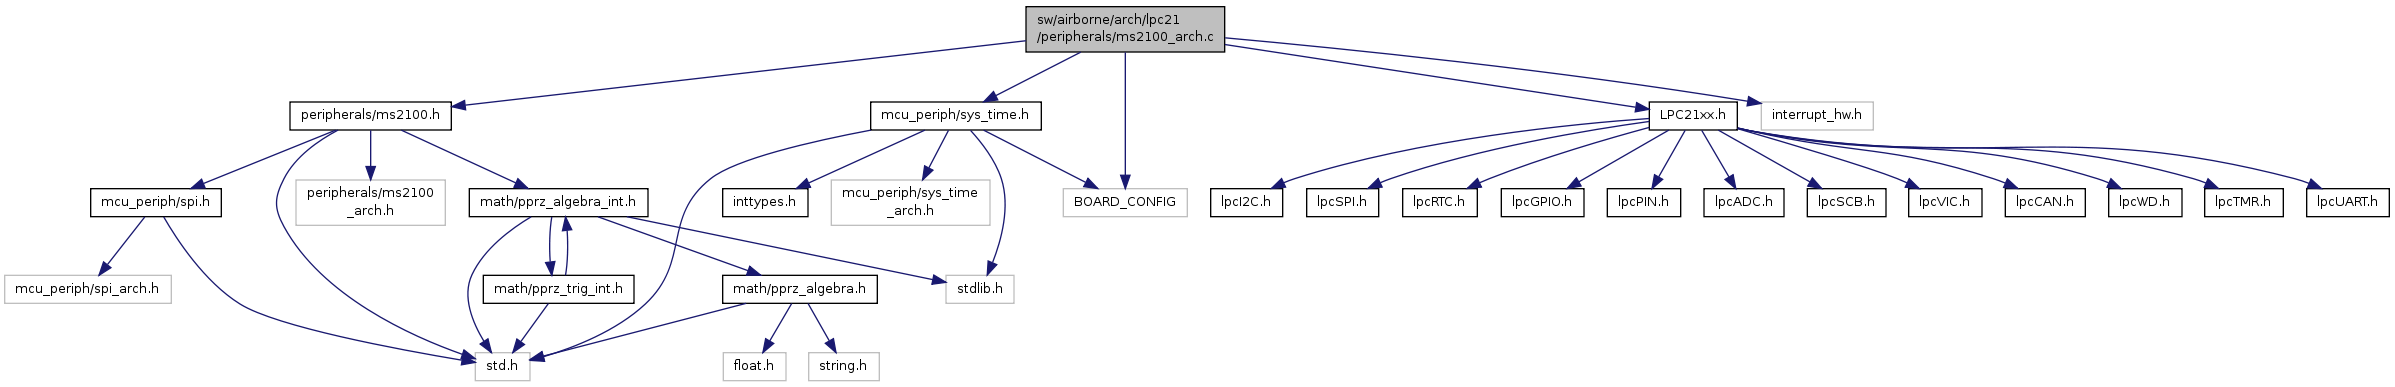 sw/airborne/arch/lpc21
/peripherals/ms2100_arch.c
peripherals/ms2100.h
mcu_periph/sys_time.h
LPC21xx.h
interrupt_hw.h
mcu_periph/spi.h
peripherals/ms2100
_arch.h
math/pprz_algebra_int.h
inttypes.h
mcu_periph/sys_time
_arch.h
BOARD_CONFIG
lpcI2C.h
lpcSPI.h
lpcRTC.h
lpcGPIO.h
lpcPIN.h
lpcADC.h
lpcSCB.h
lpcVIC.h
lpcCAN.h
lpcWD.h
lpcTMR.h
lpcUART.h
mcu_periph/spi_arch.h
math/pprz_trig_int.h
math/pprz_algebra.h
stdlib.h
std.h
float.h
string.h